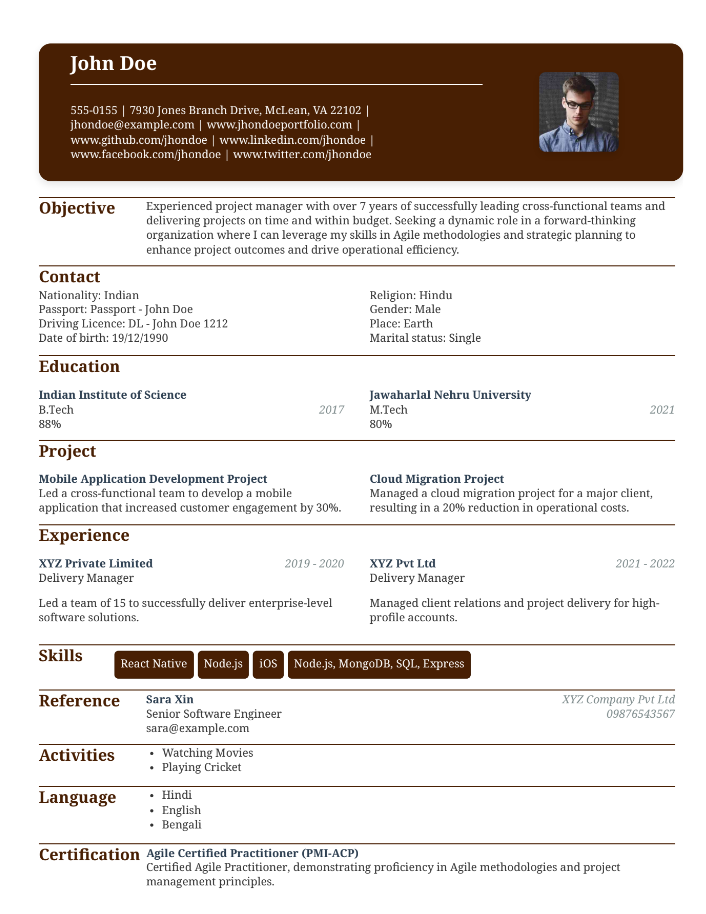 John Doe
555-0155 | 7930 Jones Branch Drive, McLean, VA 22102 |
jhondoe@example.com | www.jhondoeportfolio.com |
www.github.com/jhondoe | www.linkedin.com/jhondoe |
www.facebook.com/jhondoe | www.twitter.com/jhondoe
Objective
Experienced project manager with over 7 years of successfully leading cross-functional teams and
delivering projects on time and within budget. Seeking a dynamic role in a forward-thinking
organization where I can leverage my skills in Agile methodologies and strategic planning to
enhance project outcomes and drive operational efficiency.
Contact
Nationality: Indian
Passport: Passport - John Doe
Driving Licence: DL - John Doe 1212
Date of birth: 19/12/1990
Religion: Hindu
Gender: Male
Place: Earth
Marital status: Single
Education
Indian Institute of Science
B.Tech 2017
88%
Jawaharlal Nehru University
M.Tech 2021
80%
Project
Mobile Application Development Project
Led a cross-functional team to develop a mobile
application that increased customer engagement by 30%.
Cloud Migration Project
Managed a cloud migration project for a major client,
resulting in a 20% reduction in operational costs.
Experience
XYZ Private Limited 2019 - 2020
Delivery Manager
Led a team of 15 to successfully deliver enterprise-level
software solutions.
XYZ Pvt Ltd 2021 - 2022
Delivery Manager
Managed client relations and project delivery for high-
profile accounts.
Skills
React Native Node.js iOS Node.js, MongoDB, SQL, Express
Reference
Sara Xin XYZ Company Pvt Ltd
Senior Software Engineer 09876543567
sara@example.com
Activities
• Watching Movies
• Playing Cricket
Language
• Hindi
• English
• Bengali
Certification
Agile Certified Practitioner (PMI-ACP)
Certified Agile Practitioner, demonstrating proficiency in Agile methodologies and project
management principles.